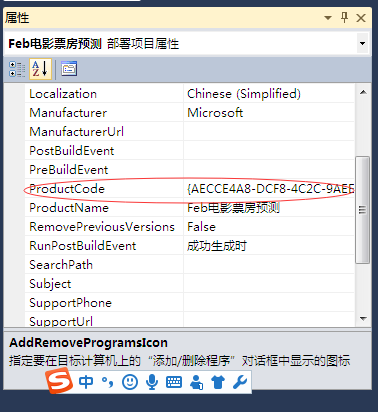 属性
Feb电影票房预测 部署项目属性
Localization Chinese (Simplified)
Manufacturer Microsoft
ManufacturerUrl
PostBuildEvent
PreBuildEvent
ProductCode {AECCE4A8-DCF8-4C2C-9AEE
ProductName Feb电影票房预测
RemovePreviousVersions False
RunPostBuildEvent 成功生成时
SearchPath
Subject
SupportPhone
SupportUrl
AddRemoveProgramsIcon
指定要在目标计算机上的“添加/删除程序”对话框中显示的图标
S 中